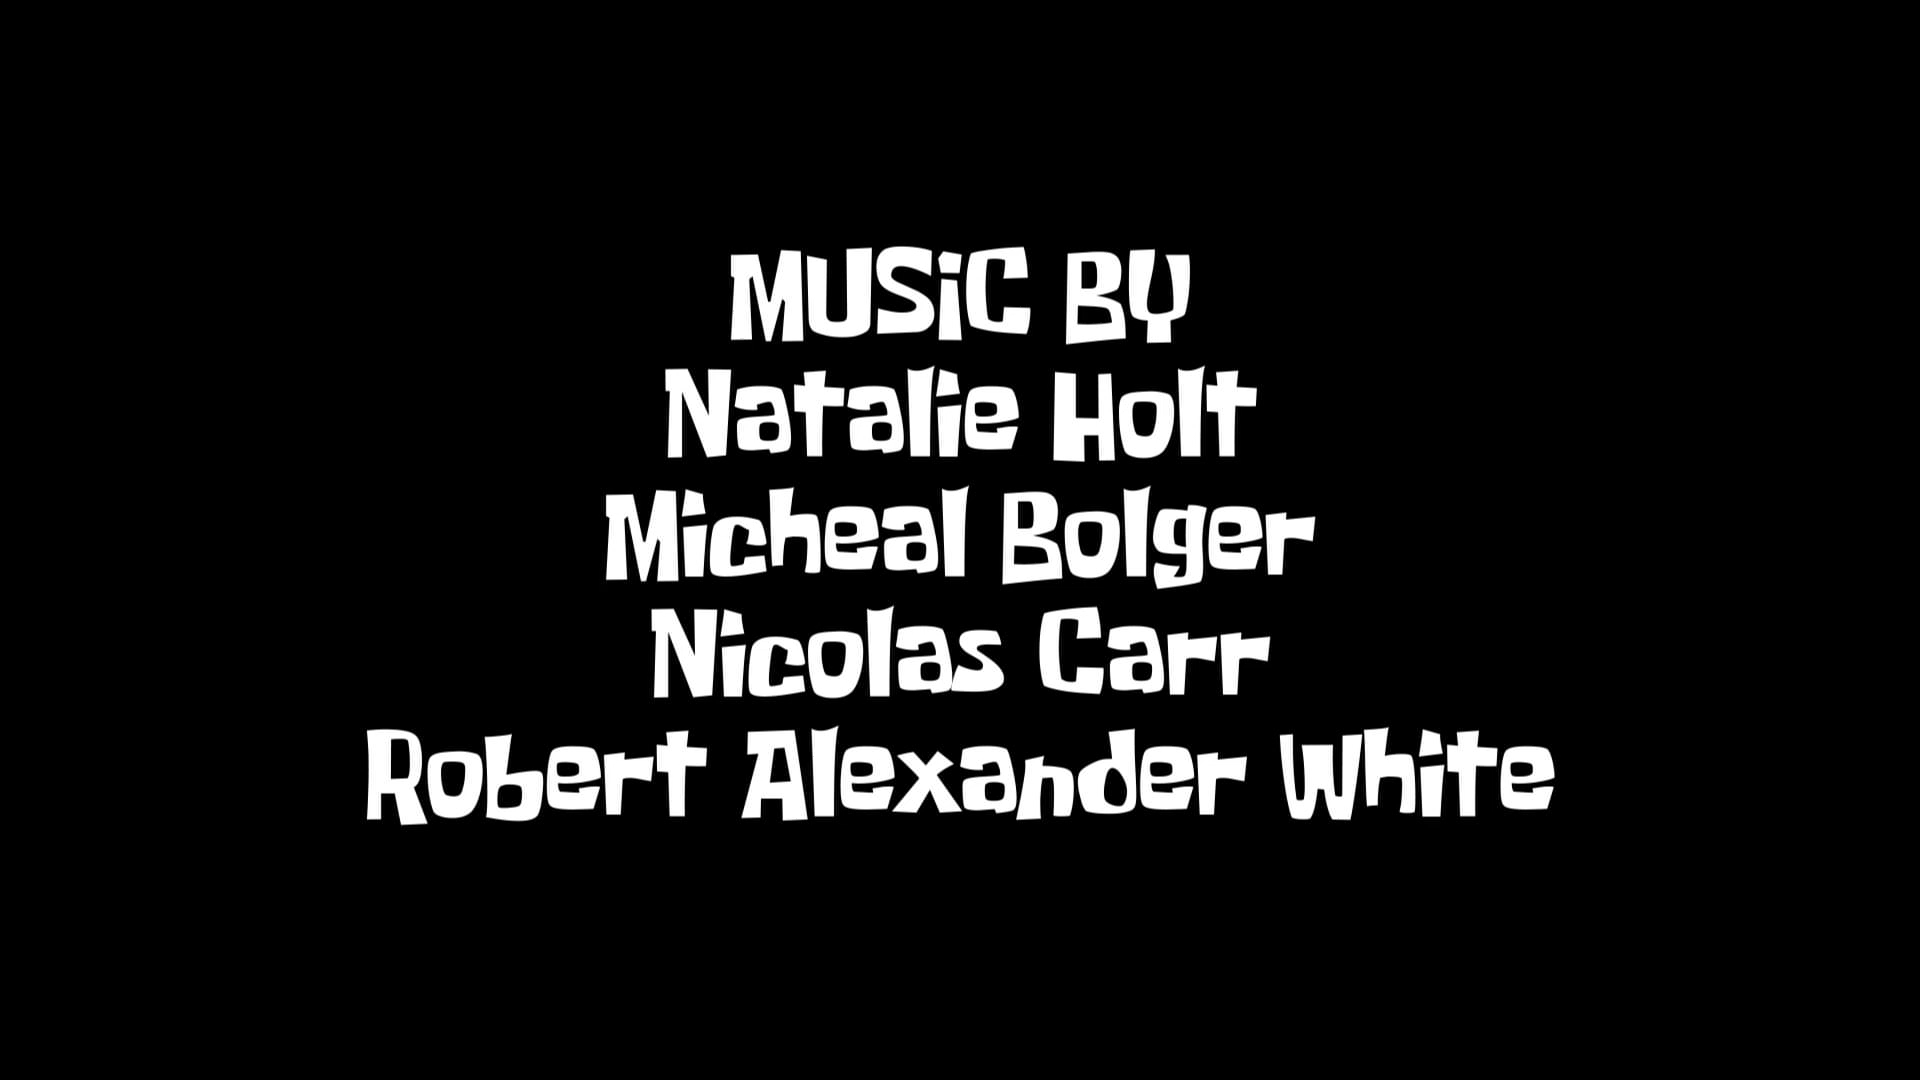 MUSiC BY
Natalie Holt
Micheal Bolger
Nicolas Carr
Robert Alexander White